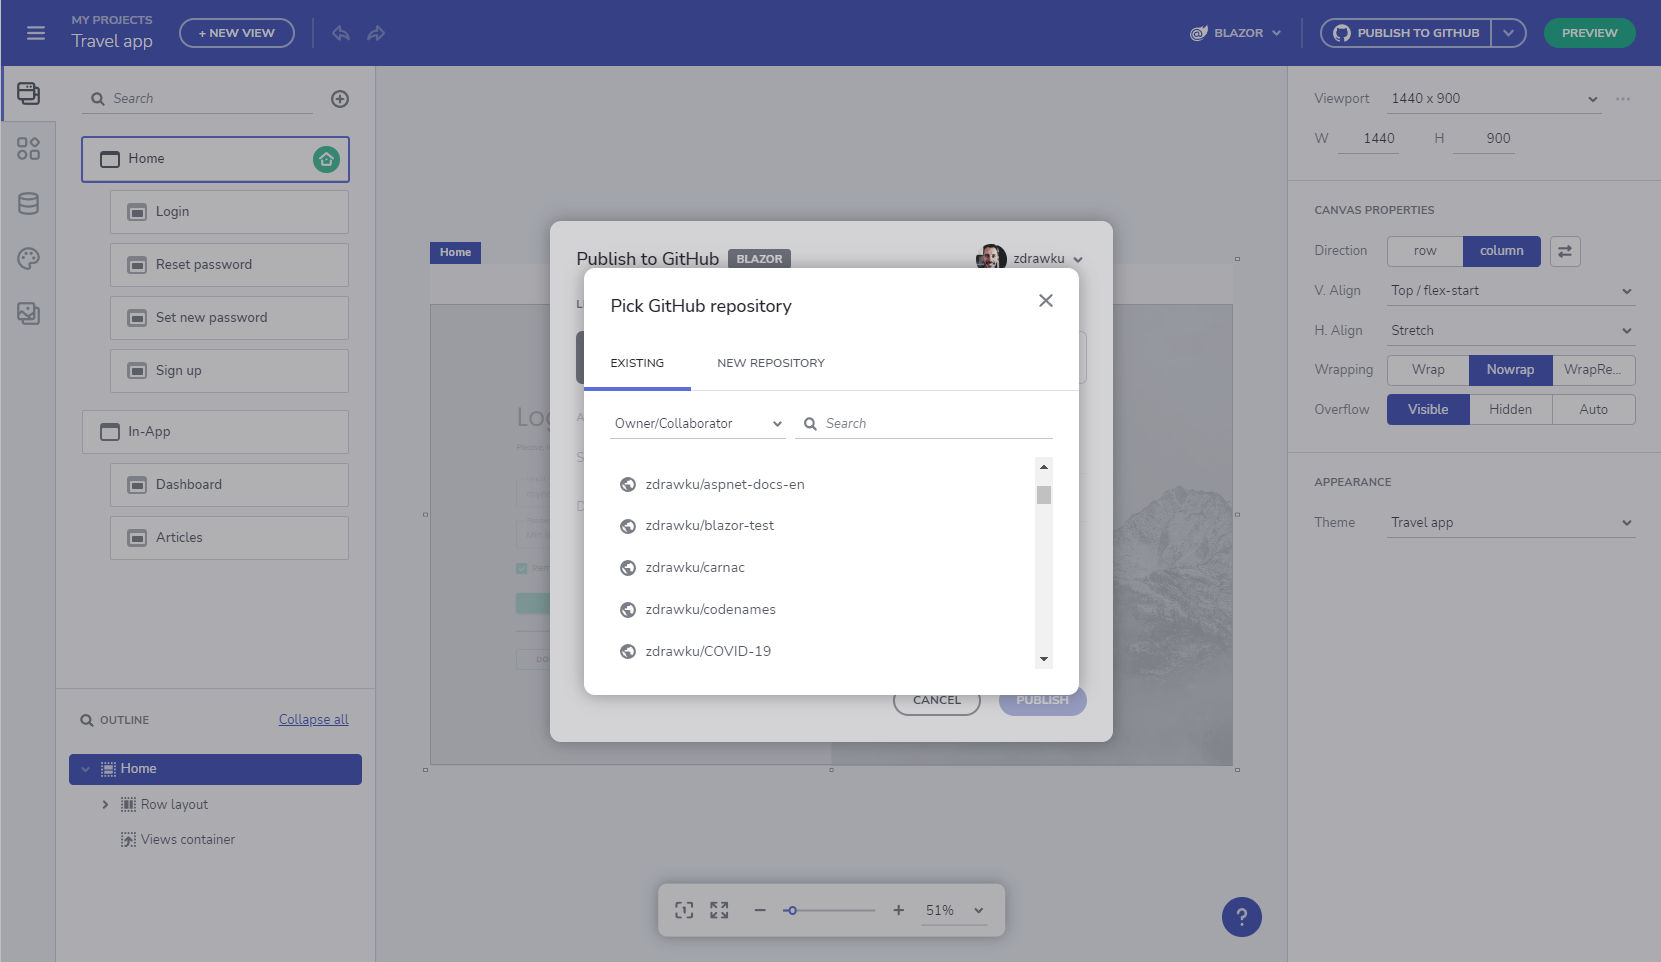 MY PROJECTS
Travel app
+ NEW VIEW
BLAZOR
PUBLISH TO GITHUB
PREVIEW
Search
Home
Login
Reset password
Set new password
Sign up
In-App
Dashboard
Articles
OUTLINE
Collapse all
Home
Row layout
Views container
Home
Publish to GitHub
BLAZOR
zdrawku
Pick GitHub repository
EXISTING
NEW REPOSITORY
Owner/Collaborator
Search
zdrawku/aspnet-docs-en
zdrawku/blazor-test
zdrawku/carnac
zdrawku/codenames
zdrawku/COVID-19
CANCEL
PUBLISH
51%
?
Viewport
1440 x 900
W
1440
H
900
CANVAS PROPERTIES
Direction
row
column
V. Align
Top / flex-start
H. Align
Stretch
Wrapping
Wrap
Nowrap
WrapRe...
Overflow
Visible
Hidden
Auto
APPEARANCE
Theme
Travel app